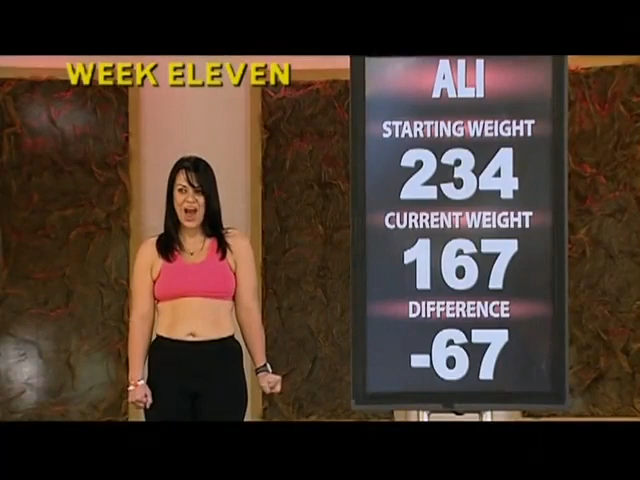 WEEK ELEVEN
ALI
STARTING WEIGHT
234
CURRENT WEIGHT
167
DIFFERENCE
-67